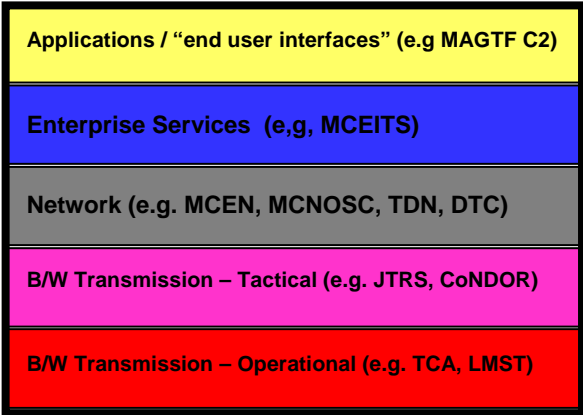 Applications / “end user interfaces” (e.g MAGTF C2)
Enterprise Services  (e,g, MCEITS)
Network (e.g. MCEN, MCNOSC, TDN, DTC)
B/W Transmission – Tactical (e.g. JTRS, CoNDOR)
B/W Transmission – Operational (e.g. TCA, LMST)